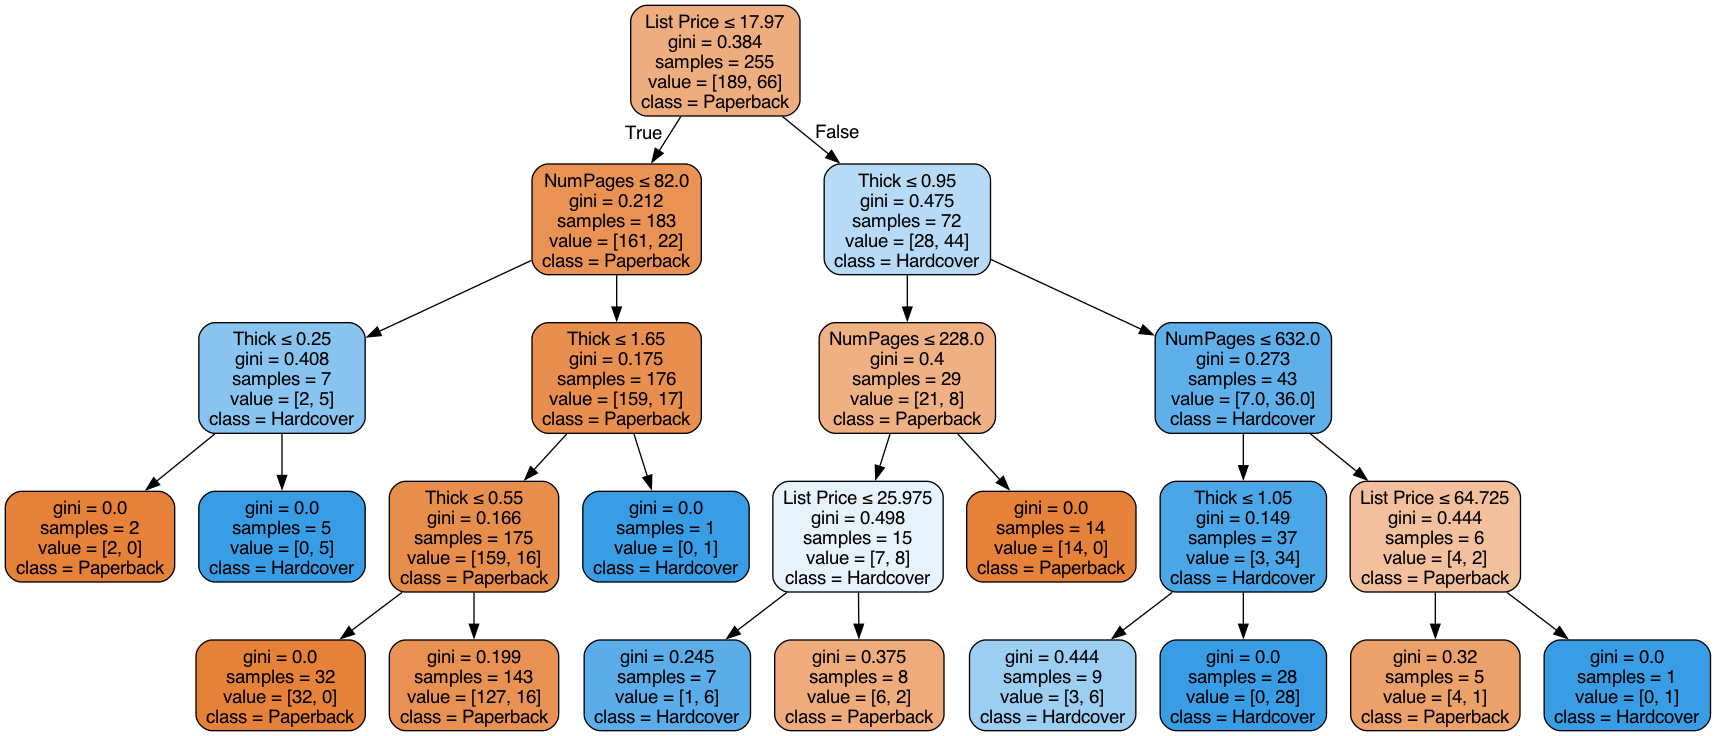 List Price ≤ 17.97
gini = 0.384
samples = 255
value = [189, 66]
class = Paperback
True
False
NumPages ≤ 82.0
gini = 0.212
samples = 183
value = [161, 22]
class = Paperback
Thick ≤ 0.95
gini = 0.475
samples = 72
value = [28, 44]
class = Hardcover
Thick ≤ 0.25
gini = 0.408
samples = 7
value = [2, 5]
class = Hardcover
Thick ≤ 1.65
gini = 0.175
samples = 176
value = [159, 17]
class = Paperback
NumPages ≤ 228.0
gini = 0.4
samples = 29
value = [21, 8]
class = Paperback
NumPages ≤ 632.0
gini = 0.273
samples = 43
value = [7.0, 36.0]
class = Hardcover
gini = 0.0
samples = 2
value = [2, 0]
class = Paperback
gini = 0.0
samples = 5
value = [0, 5]
class = Hardcover
Thick ≤ 0.55
gini = 0.166
samples = 175
value = [159, 16]
class = Paperback
gini = 0.0
samples = 1
value = [0, 1]
class = Hardcover
List Price ≤ 25.975
gini = 0.498
samples = 15
value = [7, 8]
class = Hardcover
gini = 0.0
samples = 14
value = [14, 0]
class = Paperback
Thick ≤ 1.05
gini = 0.149
samples = 37
value = [3, 34]
class = Hardcover
List Price ≤ 64.725
gini = 0.444
samples = 6
value = [4, 2]
class = Paperback
gini = 0.0
samples = 32
value = [32, 0]
class = Paperback
gini = 0.199
samples = 143
value = [127, 16]
class = Paperback
gini = 0.245
samples = 7
value = [1, 6]
class = Hardcover
gini = 0.375
samples = 8
value = [6, 2]
class = Paperback
gini = 0.444
samples = 9
value = [3, 6]
class = Hardcover
gini = 0.0
samples = 28
value = [0, 28]
class = Hardcover
gini = 0.32
samples = 5
value = [4, 1]
class = Paperback
gini = 0.0
samples = 1
value = [0, 1]
class = Hardcover